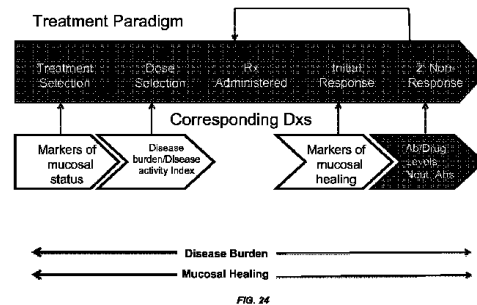 Treatment Paradigm
Treatment
Selection
Dose
Selection
Rx
Administered
Initial
Response
2° Non-
Response
Corresponding Dxs
Markers of
mucosal
status
Disease
burden/Disease
activity Index
Markers of
mucosal
healing
Ab/Drug
Levels
Neut. Abs
Disease Burden
Mucosal Healing
FIG. 24